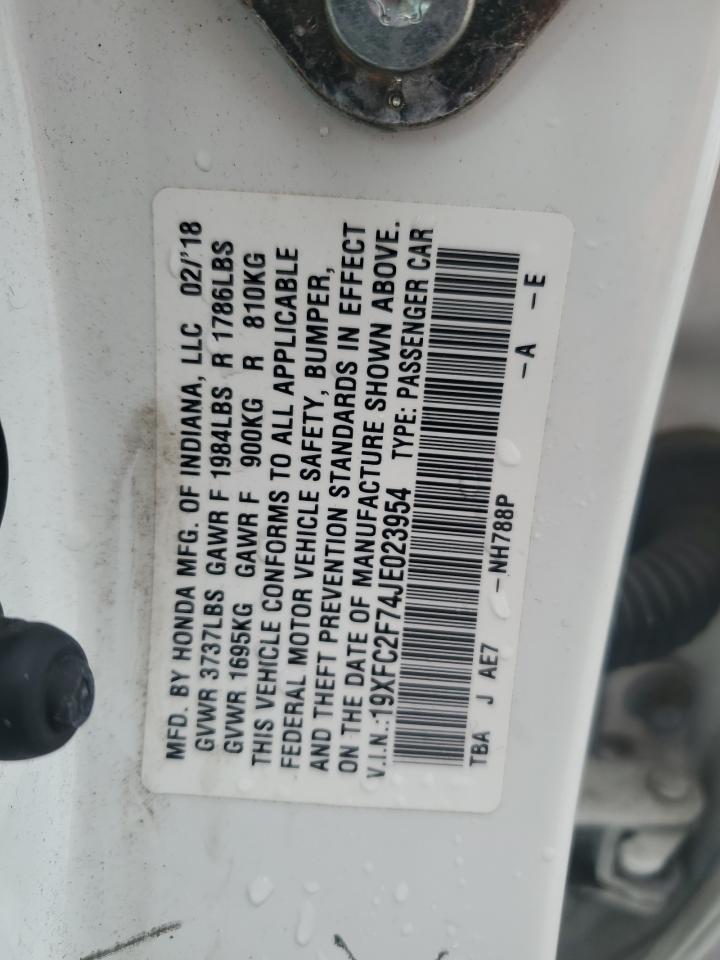 MFD. BY HONDA MFG. OF INDIANA, LLC 02/'18
GVWR 3737LBS GAWR F 1984LBS R 1786LBS
GVWR 1695KG GAWR F 900KG R 810KG
THIS VEHICLE CONFORMS TO ALL APPLICABLE
FEDERAL MOTOR VEHICLE SAFETY, BUMPER,
AND THEFT PREVENTION STANDARDS IN EFFECT
ON THE DATE OF MANUFACTURE SHOWN ABOVE.
V.I.N.:19XFC2F74JE023954 TYPE: PASSENGER CAR
TBA J AE7 -NH788P -A -E